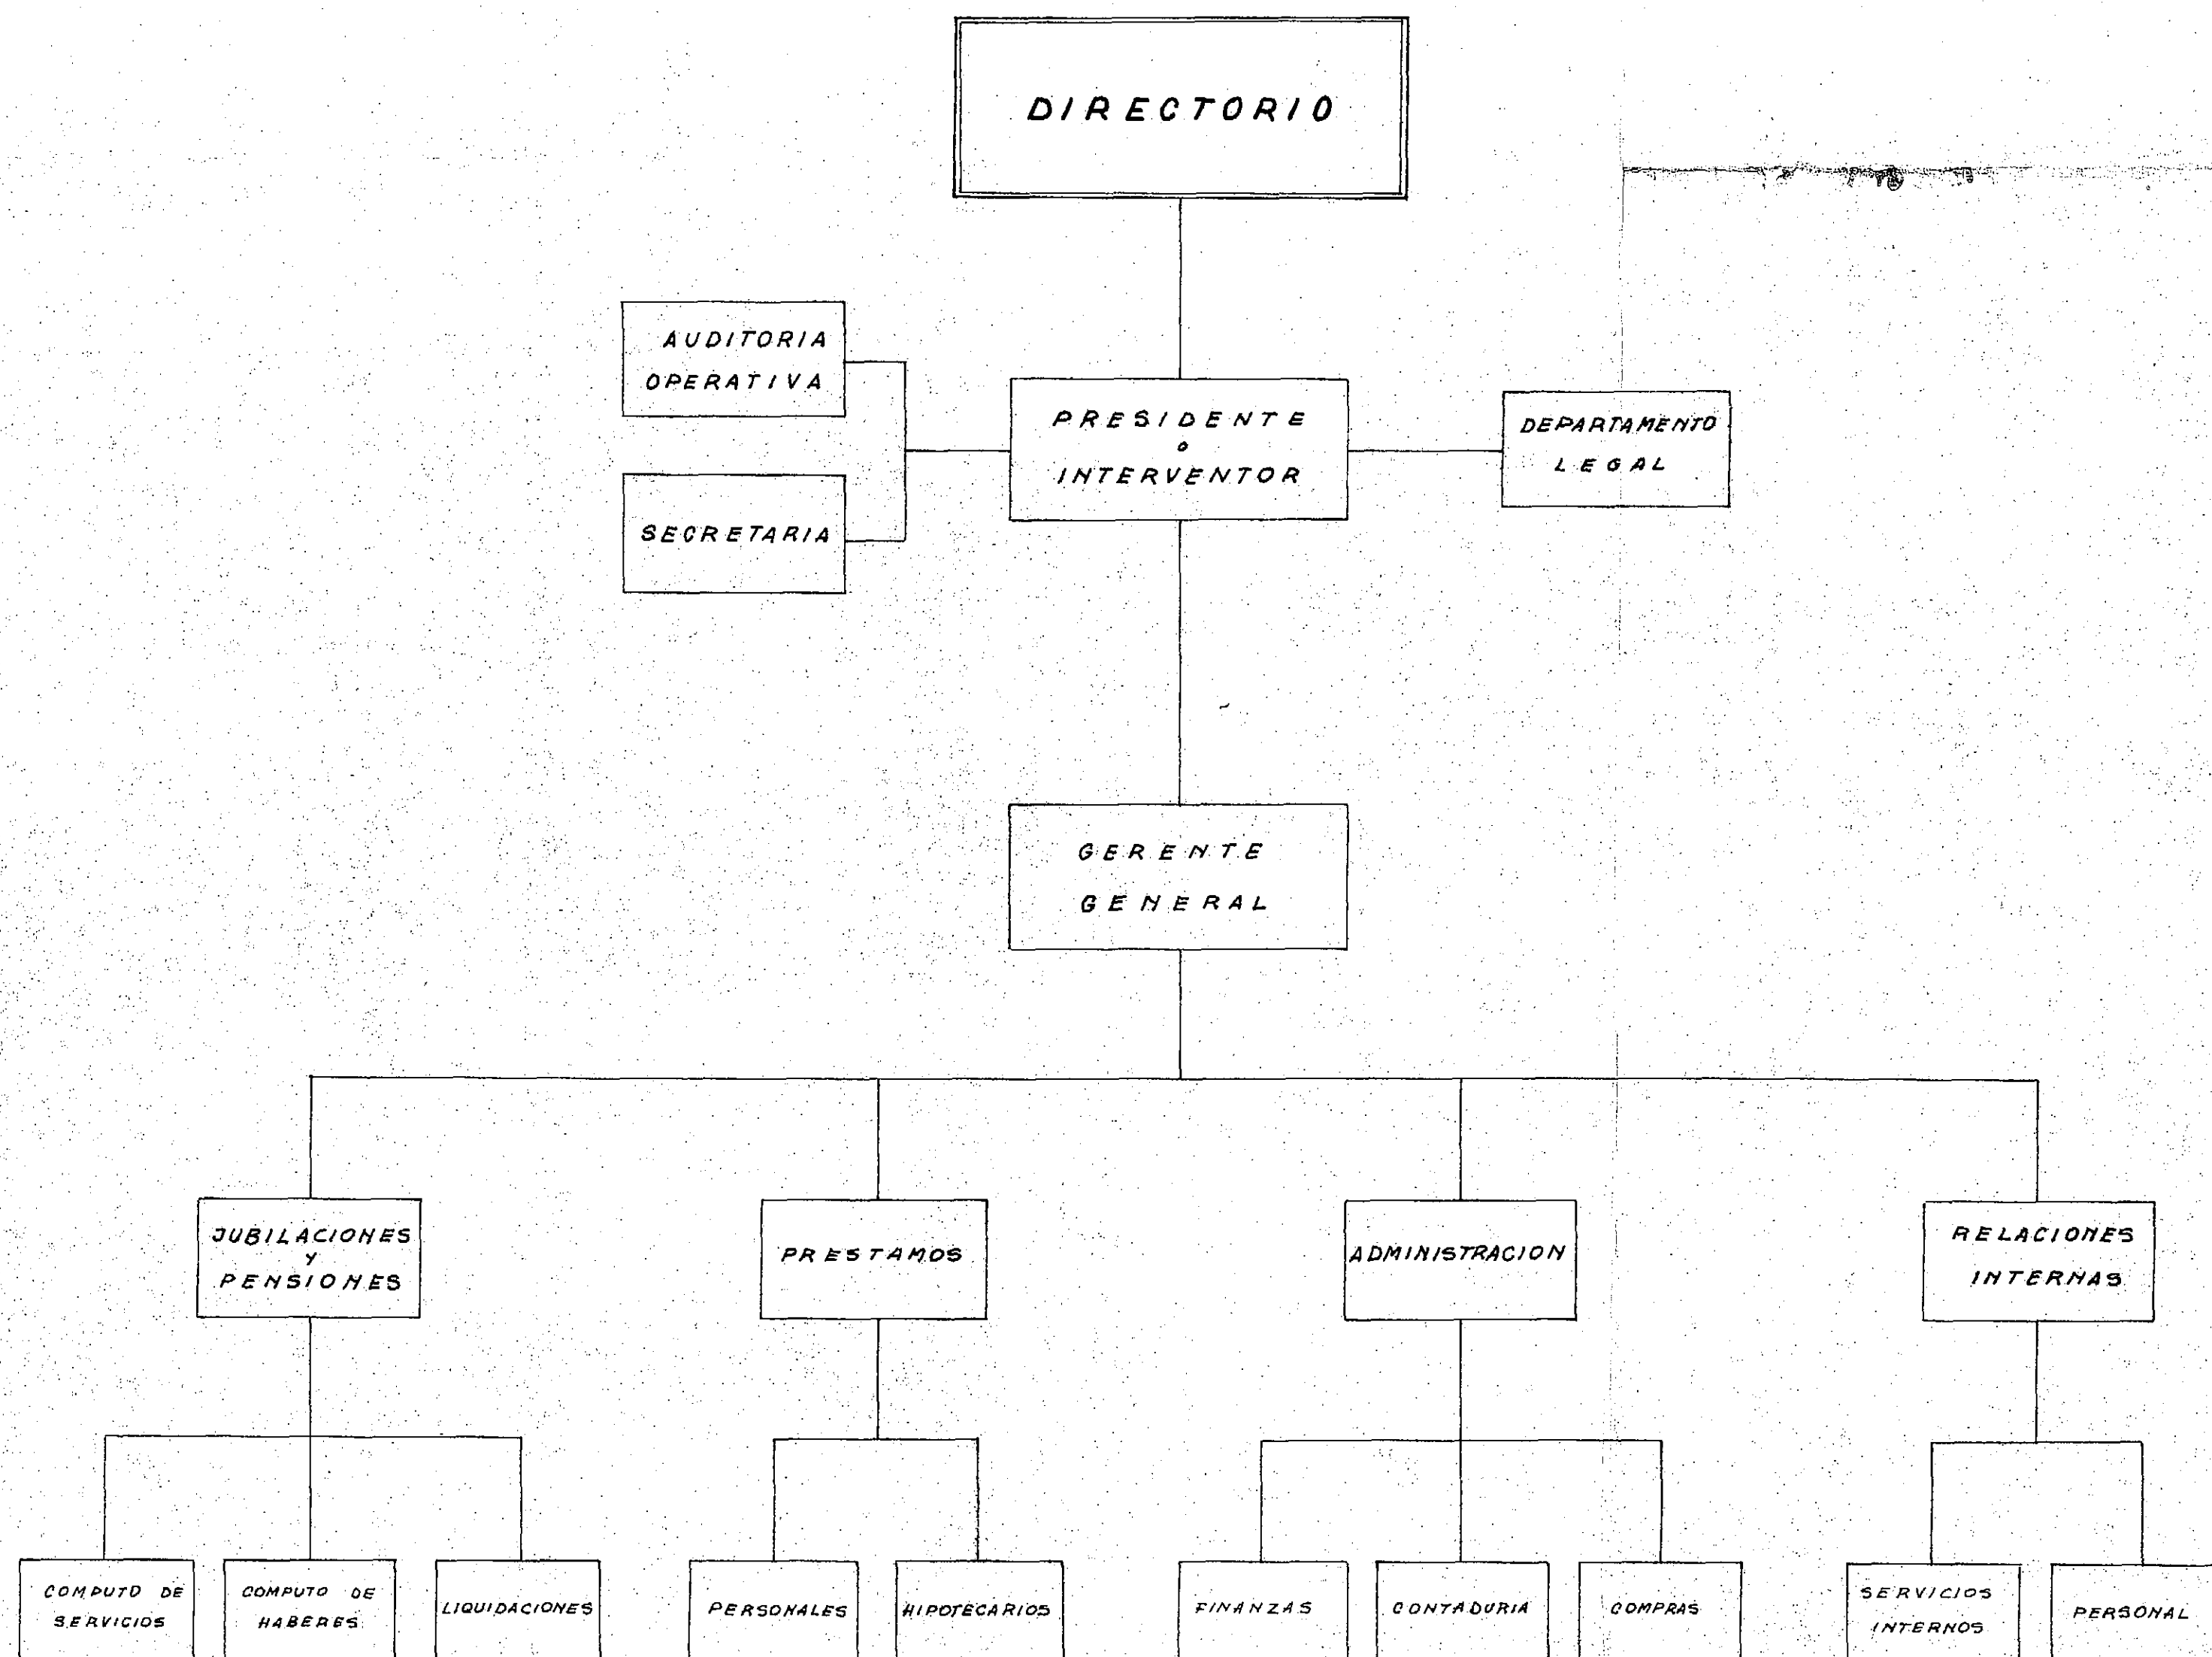 DIRECTORIO
AUDITORIA
OPERATIVA
SECRETARIA
PRESIDENTE
o
INTERVENTOR
DEPARTAMENTO
LEGAL
GERENTE
GENERAL
JUBILACIONES
Y
PENSIONES
PRESTAMOS
ADMINISTRACION
RELACIONES
INTERNAS
COMPUTO DE
SERVICIOS
COMPUTO DE
HABERES
LIQUIDACIONES
PERSONALES
HIPOTECARIOS
FINANZAS
CONTADURIA
COMPRAS
SERVICIOS
INTERNOS
PERSONAL